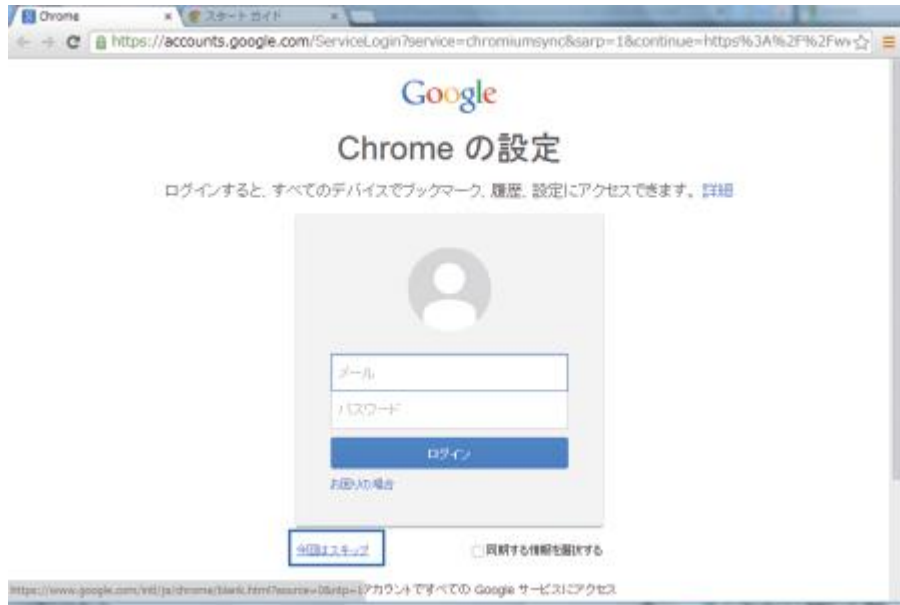 Chrome
スタート ガイド
https://accounts.google.com/ServiceLogin?service=chromiumsync&sarp=1&continue=https%3A%2F%2Fwv
Google
Chrome の設定
ログインすると、すべてのデバイスでブックマーク、履歴、設定にアクセスできます。 詳細
メール
パスワード
ログイン
お困りの場合
今回はスキップ
同期する情報を選択する
https://www.google.com/intl/ja/chrome/blank.html?source=
アカウントですべての Google サービスにアクセス